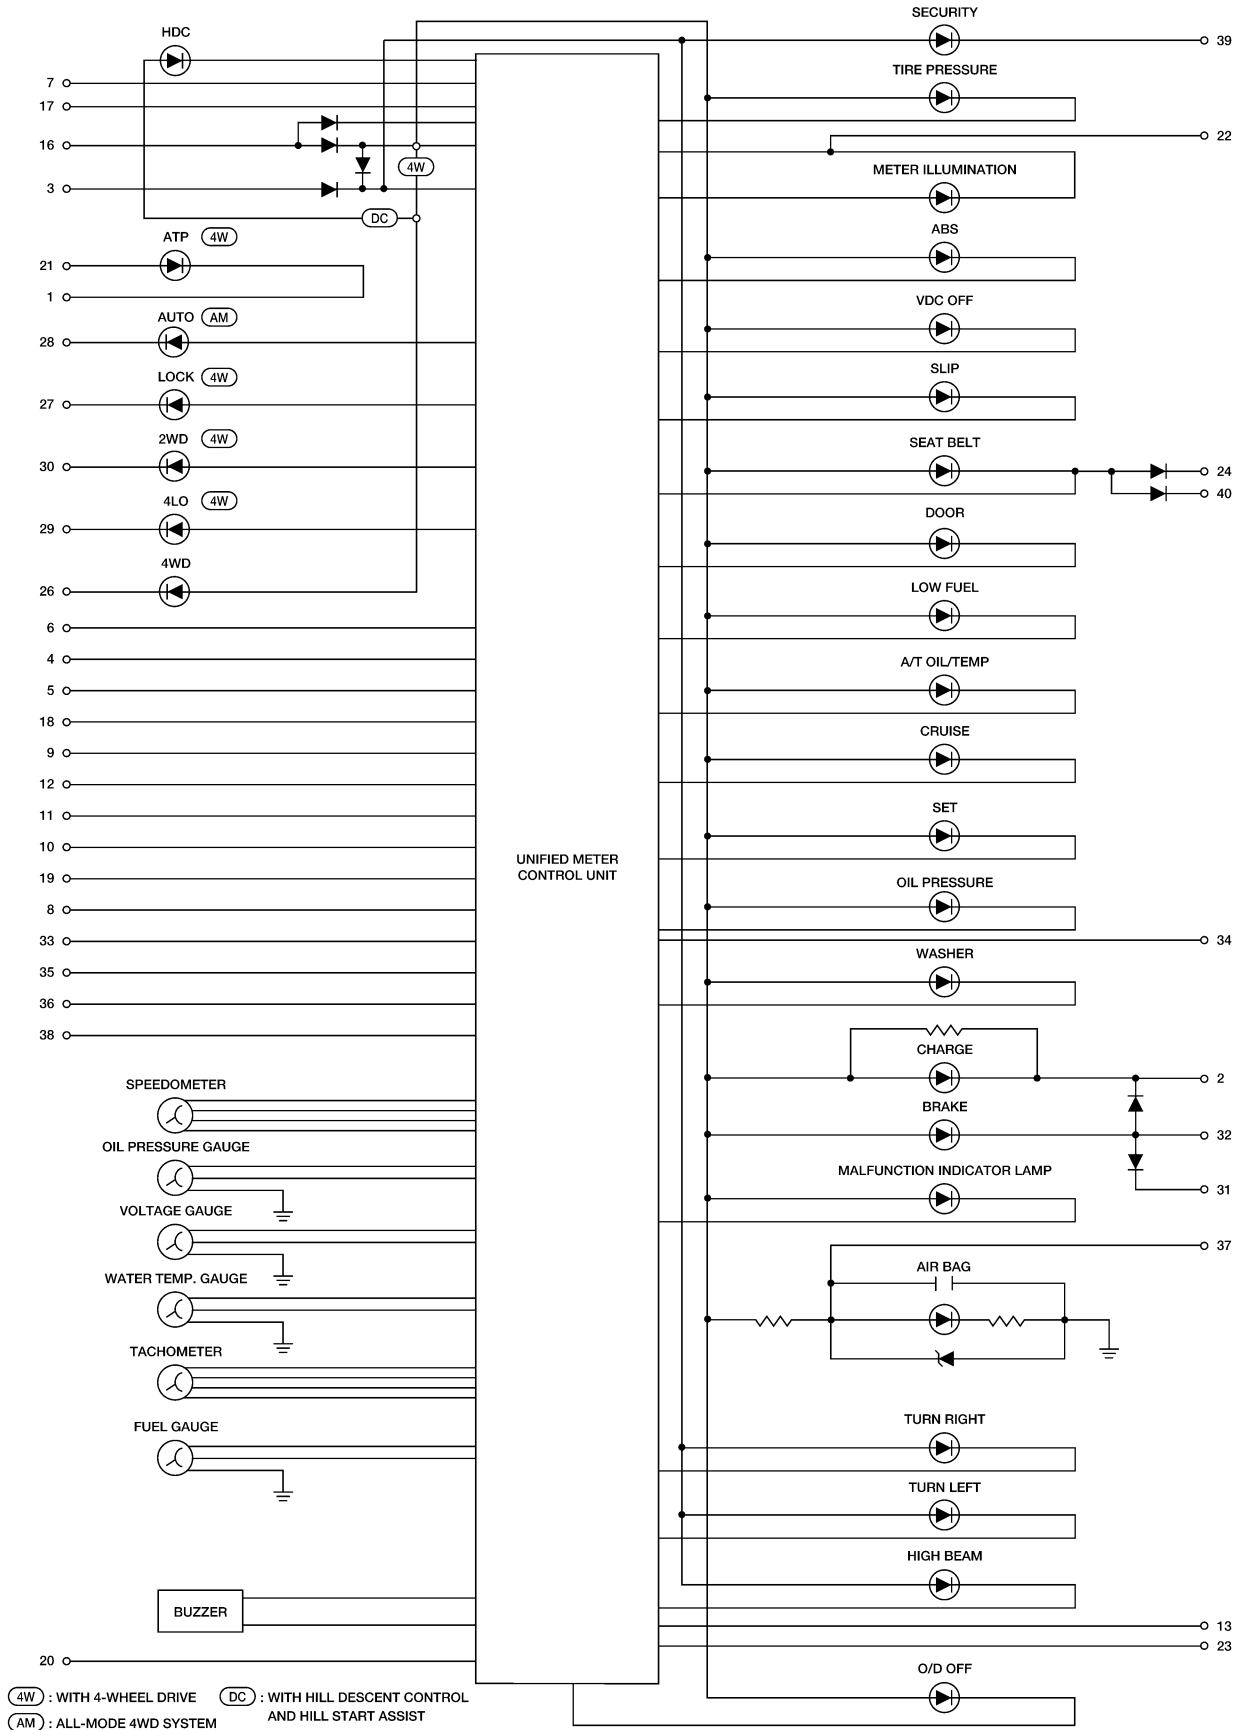 HDC
7
17
16
3
4W
DC
ATP 4W
21
1
AUTO AM
28
LOCK 4W
27
2WD 4W
30
4LO 4W
29
4WD
26
6
4
5
18
9
12
11
10
19
8
33
35
36
38
SPEEDOMETER
OIL PRESSURE GAUGE
VOLTAGE GAUGE
WATER TEMP. GAUGE
TACHOMETER
FUEL GAUGE
BUZZER
20
UNIFIED METER
CONTROL UNIT
SECURITY
39
TIRE PRESSURE
22
METER ILLUMINATION
ABS
VDC OFF
SLIP
SEAT BELT
24
40
DOOR
LOW FUEL
A/T OIL/TEMP
CRUISE
SET
OIL PRESSURE
34
WASHER
CHARGE
2
BRAKE
32
31
MALFUNCTION INDICATOR LAMP
37
AIR BAG
TURN RIGHT
TURN LEFT
HIGH BEAM
13
23
O/D OFF
4W : WITH 4-WHEEL DRIVE
AM : ALL-MODE 4WD SYSTEM
DC : WITH HILL DESCENT CONTROL
AND HILL START ASSIST